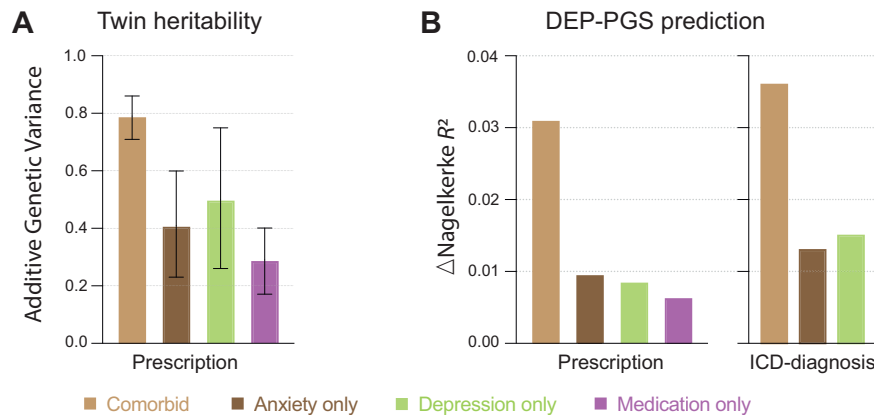 A Twin heritability
B DEP-PGS prediction
Additive Genetic Variance
1.0
0.8
0.6
0.4
0.2
0.0
Prescription
△Nagelkerke R²
0.04
0.03
0.02
0.01
0.00
Prescription
ICD-diagnosis
Comorbid Anxiety only Depression only Medication only